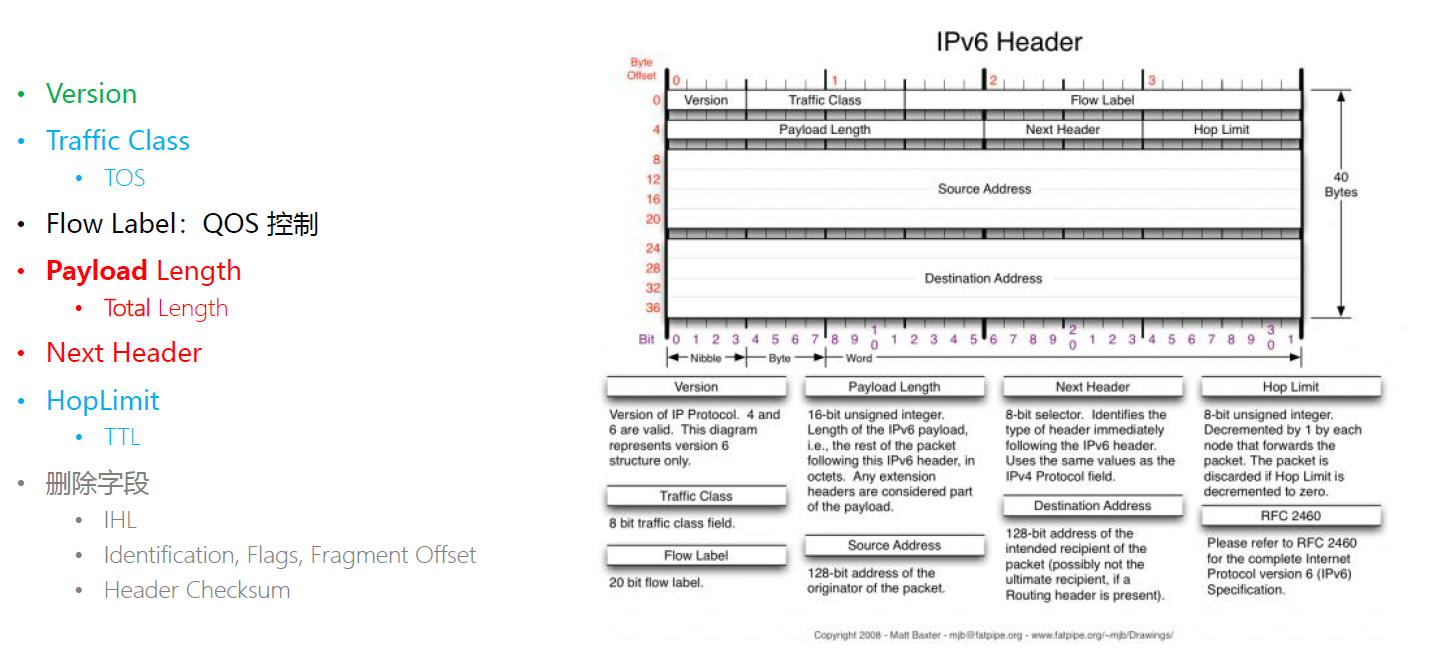 Version
Traffic Class
TOS
Flow Label：QOS 控制
Payload Length
Total Length
Next Header
HopLimit
TTL
删除字段
IHL
Identification, Flags, Fragment Offset
Header Checksum
IPv6 Header
Byte
Offset
0 1 2 3
0 Version Traffic Class Flow Label
4 Payload Length Next Header Hop Limit
8
12
16
20
Source Address
24
28
32
36
Destination Address
40
Bytes
Bit 0 1 2 3 4 5 6 7 8 9 10 1 2 3 4 5 6 7 8 9 20 1 2 3 4 5 6 7 8 9 30 1
Nibble Byte Word
Version
Version of IP Protocol. 4 and
6 are valid. This diagram
represents version 6
structure only.
Traffic Class
8 bit traffic class field.
Flow Label
20 bit flow label.
Payload Length
16-bit unsigned integer.
Length of the IPv6 payload,
i.e., the rest of the packet
following this IPv6 header, in
octets. Any extension
headers are considered part
of the payload.
Source Address
128-bit address of the
originator of the packet.
Next Header
8-bit selector. Identifies the
type of header immediately
following the IPv6 header.
Uses the same values as the
IPv4 Protocol field.
Destination Address
128-bit address of the
intended recipient of the
packet (possibly not the
ultimate recipient, if a
Routing header is present).
Hop Limit
8-bit unsigned integer.
Decremented by 1 by each
node that forwards the
packet. The packet is
discarded if Hop Limit is
decremented to zero.
RFC 2460
Please refer to RFC 2460
for the complete Internet
Protocol version 6 (IPv6)
Specification.
Copyright 2008 - Matt Baxter - mjb@fatpipe.org - www.fatpipe.org/~mjb/Drawings/